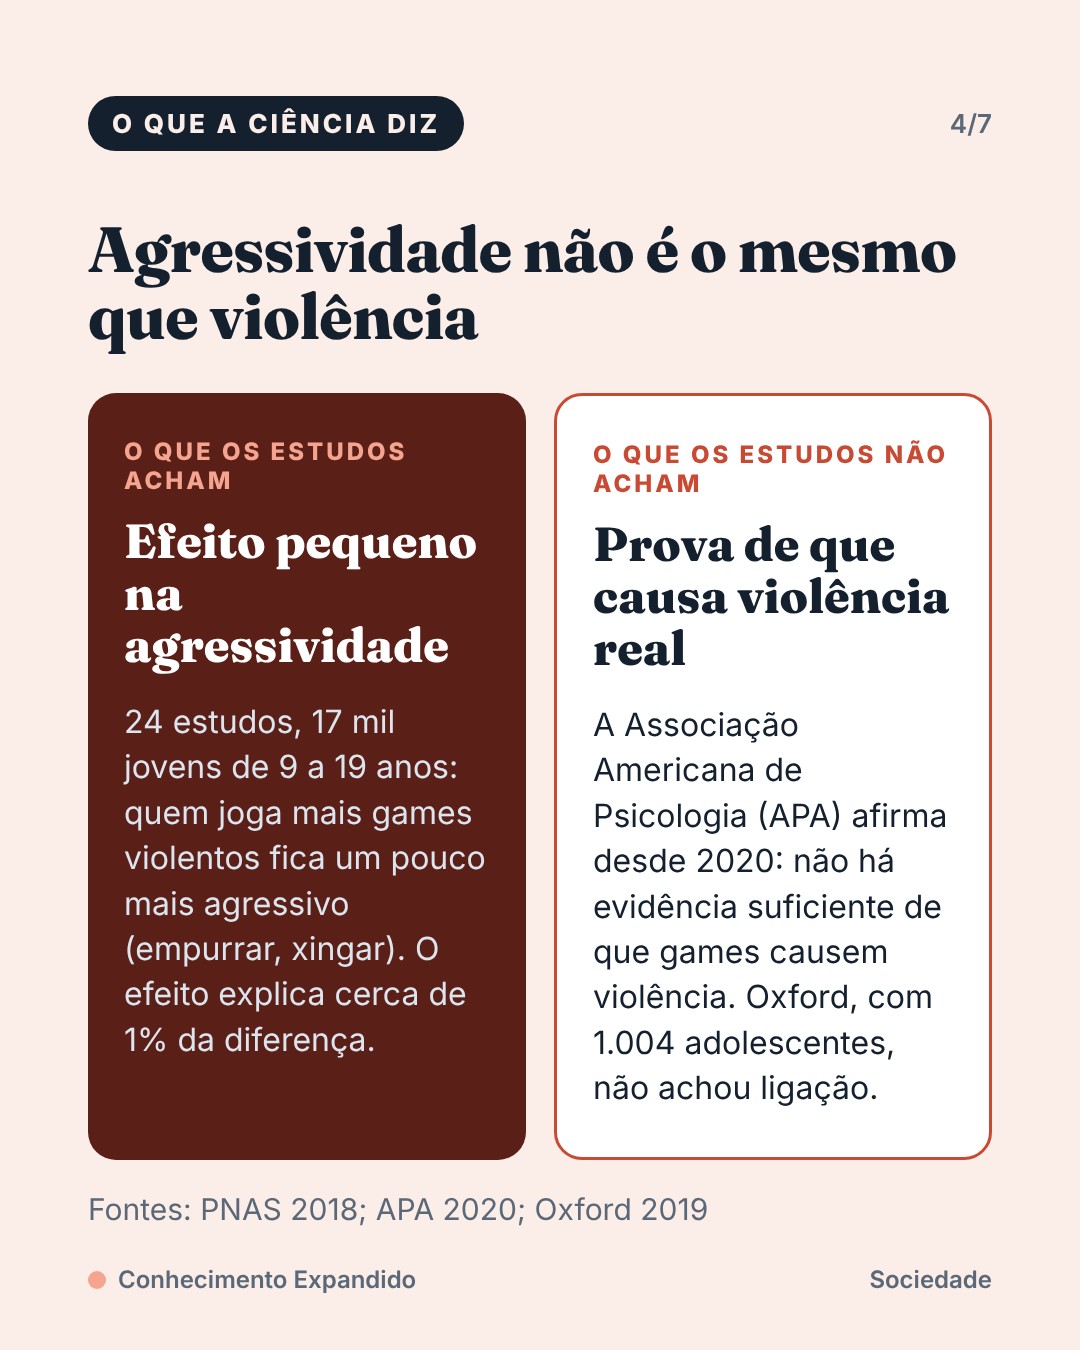 O QUE A CIÊNCIA DIZ
4/7
Agressividade não é o mesmo
que violência
O QUE OS ESTUDOS
ACHAM
Efeito pequeno
na
agressividade
24 estudos, 17 mil
jovens de 9 a 19 anos:
quem joga mais games
violentos fica um pouco
mais agressivo
(empurrar, xingar). O
efeito explica cerca de
1% da diferença.
O QUE OS ESTUDOS NÃO
ACHAM
Prova de que
causa violência
real
A Associação
Americana de
Psicologia (APA) afirma
desde 2020: não há
evidência suficiente de
que games causem
violência. Oxford, com
1.004 adolescentes,
não achou ligação.
Fontes: PNAS 2018; APA 2020; Oxford 2019
Conhecimento Expandido
Sociedade